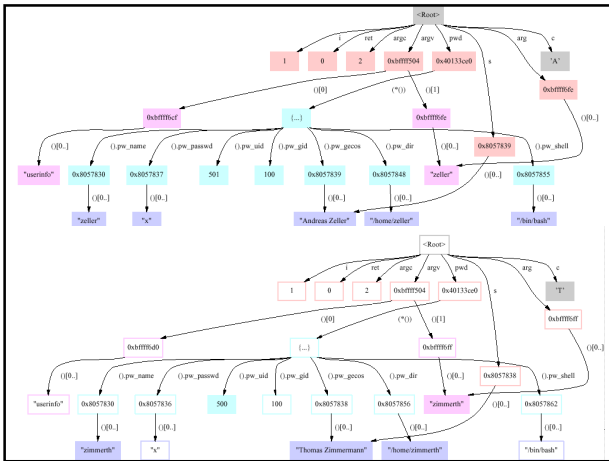 <Root>
i ret argc argv pwd s arg c
1 0 2 0xbffff504 0x40133ce0 'A'
0xbffff6fe
()[0] (*()) ()[1]
0xbffff6cf {...} 0xbffff6fe
0x8057839
()[0..] ().pw_name ().pw_passwd ().pw_uid ().pw_gid ().pw_gecos ().pw_dir ()[0..] ().pw_shell ()[0..]
"userinfo" 0x8057830 0x8057837 501 100 0x8057839 0x8057848 "zeller" 0x8057855
()[0..] ()[0..] ()[0..] ()[0..] ()[0..] ()[0..]
"zeller" "x" "Andreas Zeller" "/home/zeller" "/bin/bash"
<Root>
i ret argc argv pwd s arg c
1 0 2 0xbffff504 0x40133ce0 'T'
0xbffff6ff
()[0] (*()) ()[1]
0xbffff6d0 {...} 0xbffff6ff
0x8057838
()[0..] ().pw_name ().pw_passwd ().pw_uid ().pw_gid ().pw_gecos ().pw_dir ()[0..] ().pw_shell ()[0..]
"userinfo" 0x8057830 0x8057836 500 100 0x8057838 0x8057856 "zimmerth" 0x8057862
()[0..] ()[0..] ()[0..] ()[0..] ()[0..] ()[0..]
"zimmerth" "x" "Thomas Zimmermann" "/home/zimmerth" "/bin/bash"